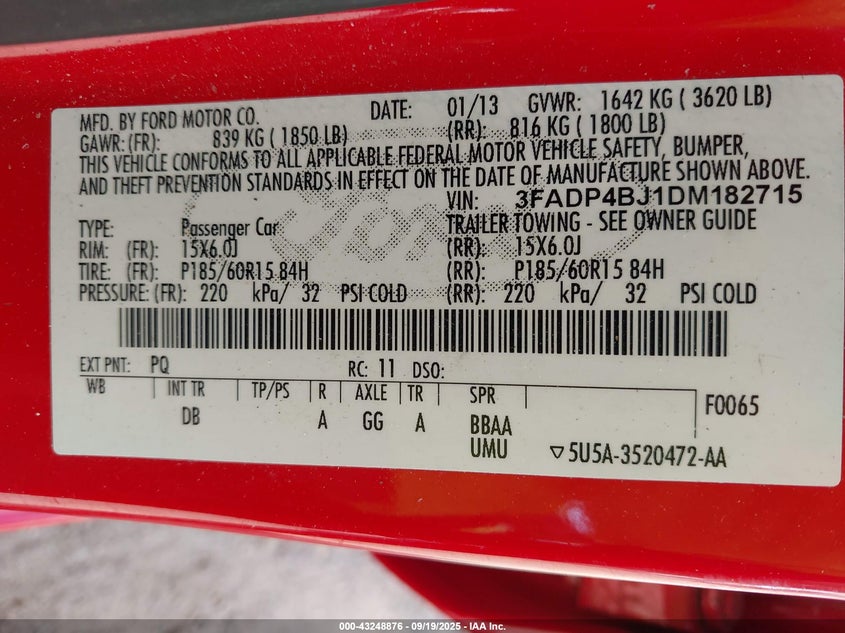 MFD. BY FORD MOTOR CO. DATE: 01/13 GVWR: 1642 KG ( 3620 LB)
GAWR: (FR): 839 KG ( 1850 LB) (RR): 816 KG ( 1800 LB)
THIS VEHICLE CONFORMS TO ALL APPLICABLE FEDERAL MOTOR VEHICLE SAFETY, BUMPER,
AND THEFT PREVENTION STANDARDS IN EFFECT ON THE DATE OF MANUFACTURE SHOWN ABOVE.
VIN: 3FADP4BJ1DM182715
TYPE: Passenger Car TRAILER TOWING - SEE OWNER GUIDE
RIM: (FR): 15X6.0J (RR): 15X6.0J
TIRE: (FR): P185/60R15 84H (RR): P185/60R15 84H
PRESSURE: (FR): 220 kPa/ 32 PSI COLD (RR): 220 kPa/ 32 PSI COLD
EXT PNT: PQ RC: 11 DSO:
WB INT TR TP/PS R AXLE TR SPR F0065
DB A GG A BBAA
UMU ▽5U5A-3520472-AA
Ford
000-43248876 - 09/19/2025 - IAA Inc.